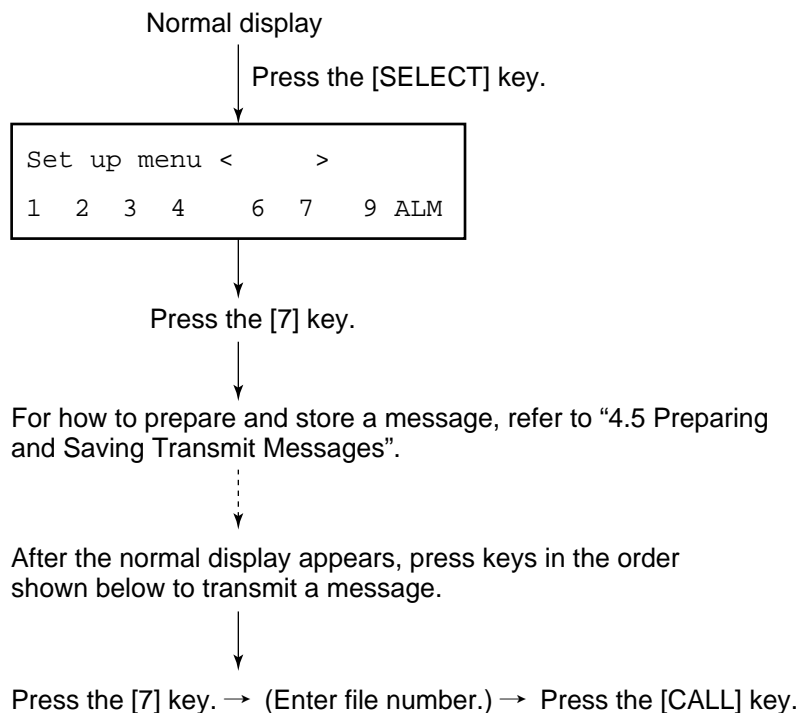 Normal display
Press the [SELECT] key.
Set up menu < >
1 2 3 4 6 7 9 ALM
Press the [7] key.
For how to prepare and store a message, refer to “4.5 Preparing
and Saving Transmit Messages”.
After the normal display appears, press keys in the order
shown below to transmit a message.
Press the [7] key. → (Enter file number.) → Press the [CALL] key.